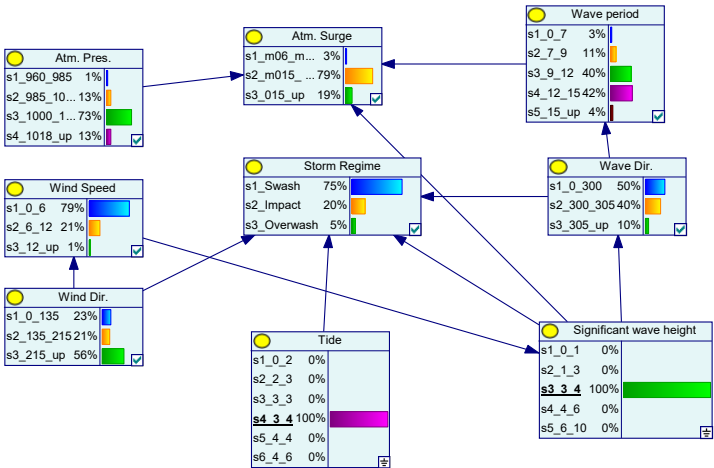 Atm. Pres.
s1_960_985 1%
s2_985_10... 13%
s3_1000_1... 73%
s4_1018_up 13%
Atm. Surge
s1_m06_m... 3%
s2_m015_ ... 79%
s3_015_up 19%
Wave period
s1_0_7 3%
s2_7_9 11%
s3_9_12 40%
s4_12_15 42%
s5_15_up 4%
Wind Speed
s1_0_6 79%
s2_6_12 21%
s3_12_up 1%
Storm Regime
s1_Swash 75%
s2_Impact 20%
s3_Overwash 5%
Wave Dir.
s1_0_300 50%
s2_300_305 40%
s3_305_up 10%
Wind Dir.
s1_0_135 23%
s2_135_215 21%
s3_215_up 56%
Tide
s1_0_2 0%
s2_2_3 0%
s3_3_3 0%
s4_3_4 100%
s5_4_4 0%
s6_4_6 0%
Significant wave height
s1_0_1 0%
s2_1_3 0%
s3_3_4 100%
s4_4_6 0%
s5_6_10 0%